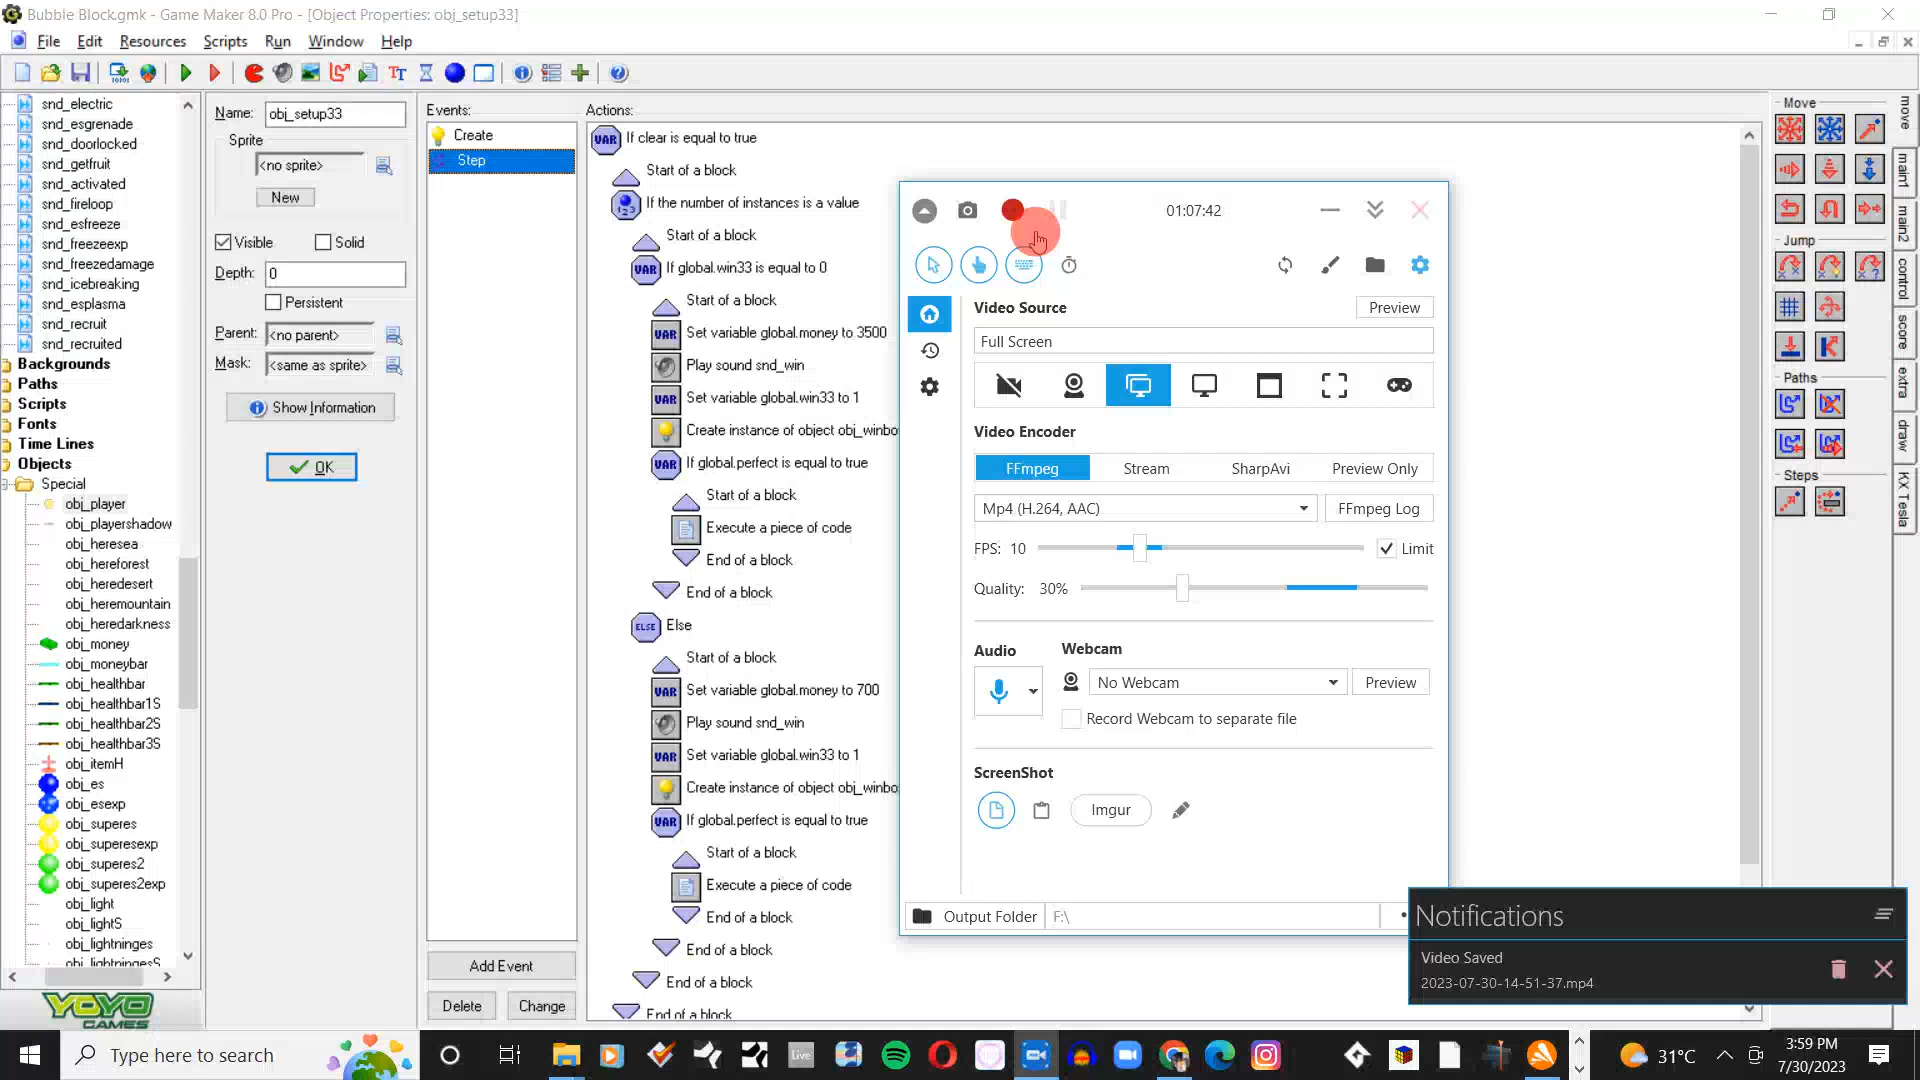 Bubble Block.gmk - Game Maker 8.0 Pro - [Object Properties: obj_setup33]
File Edit Resources Scripts Run Window Help
snd_electric
snd_esgrenade
snd_doorlocked
snd_getfruit
snd_activated
snd_fireloop
snd_esfreeze
snd_freezeexp
snd_freezedamage
snd_icebreaking
snd_esplasma
snd_recruit
snd_recruited
Backgrounds
Paths
Scripts
Fonts
Time Lines
Objects
Special
obj_player
obj_playershadow
obj_heresea
obj_hereforest
obj_heredesert
obj_heremountain
obj_heredarkness
obj_money
obj_moneybar
obj_healthbar
obj_healthbar1S
obj_healthbar2S
obj_healthbar3S
obj_itemH
obj_es
obj_esexp
obj_superes
obj_superesexp
obj_superes2
obj_superes2exp
obj_light
obj_lightS
obj_lightninges
obj_lightningesS
YOYO
GAMES
Name: obj_setup33
Sprite
<no sprite>
New
Visible Solid
Depth: 0
Persistent
Parent: <no parent>
Mask: <same as sprite>
Show Information
OK
Events:
Create
Step
Add Event
Delete Change
Actions:
VAR If clear is equal to true
Start of a block
123 If the number of instances is a value
Start of a block
VAR If global.win33 is equal to 0
Start of a block
VAR Set variable global.money to 3500
Play sound snd_win
VAR Set variable global.win33 to 1
Create instance of object obj_winbo
VAR If global.perfect is equal to true
Start of a block
Execute a piece of code
End of a block
End of a block
ELSE Else
Start of a block
VAR Set variable global.money to 700
Play sound snd_win
VAR Set variable global.win33 to 1
Create instance of object obj_winbo
VAR If global.perfect is equal to true
Start of a block
Execute a piece of code
End of a block
End of a block
End of a block
End of a block
01:07:42
Video Source Preview
Full Screen
Video Encoder
FFmpeg Stream SharpAvi Preview Only
Mp4 (H.264, AAC) FFmpeg Log
FPS: 10 Limit
Quality: 30%
Audio Webcam
No Webcam Preview
Record Webcam to separate file
ScreenShot
Imgur
Output Folder F:\
Notifications
Video Saved
2023-07-30-14-51-37.mp4
Move
Jump
Paths
Steps
move
main1
main2
control
score
extra
draw
KX Tesla
Type here to search
Live
31°C
3:59 PM
7/30/2023